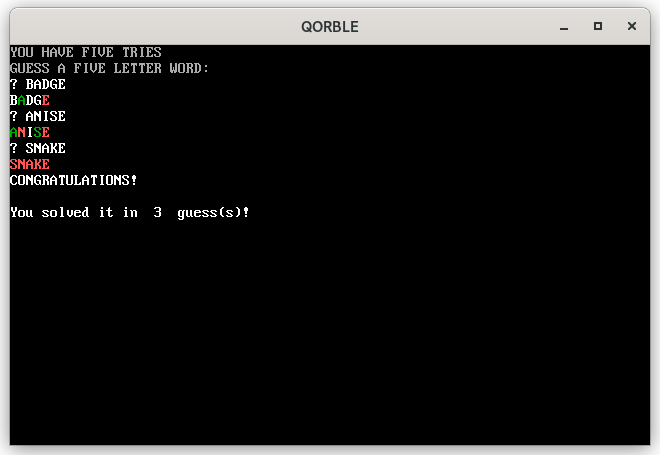 QORBLE
YOU HAVE FIVE TRIES
GUESS A FIVE LETTER WORD:
? BADGE
BADGE
? ANISE
ANISE
? SNAKE
SNAKE
CONGRATULATIONS!
You solved it in  3  guess(s)!